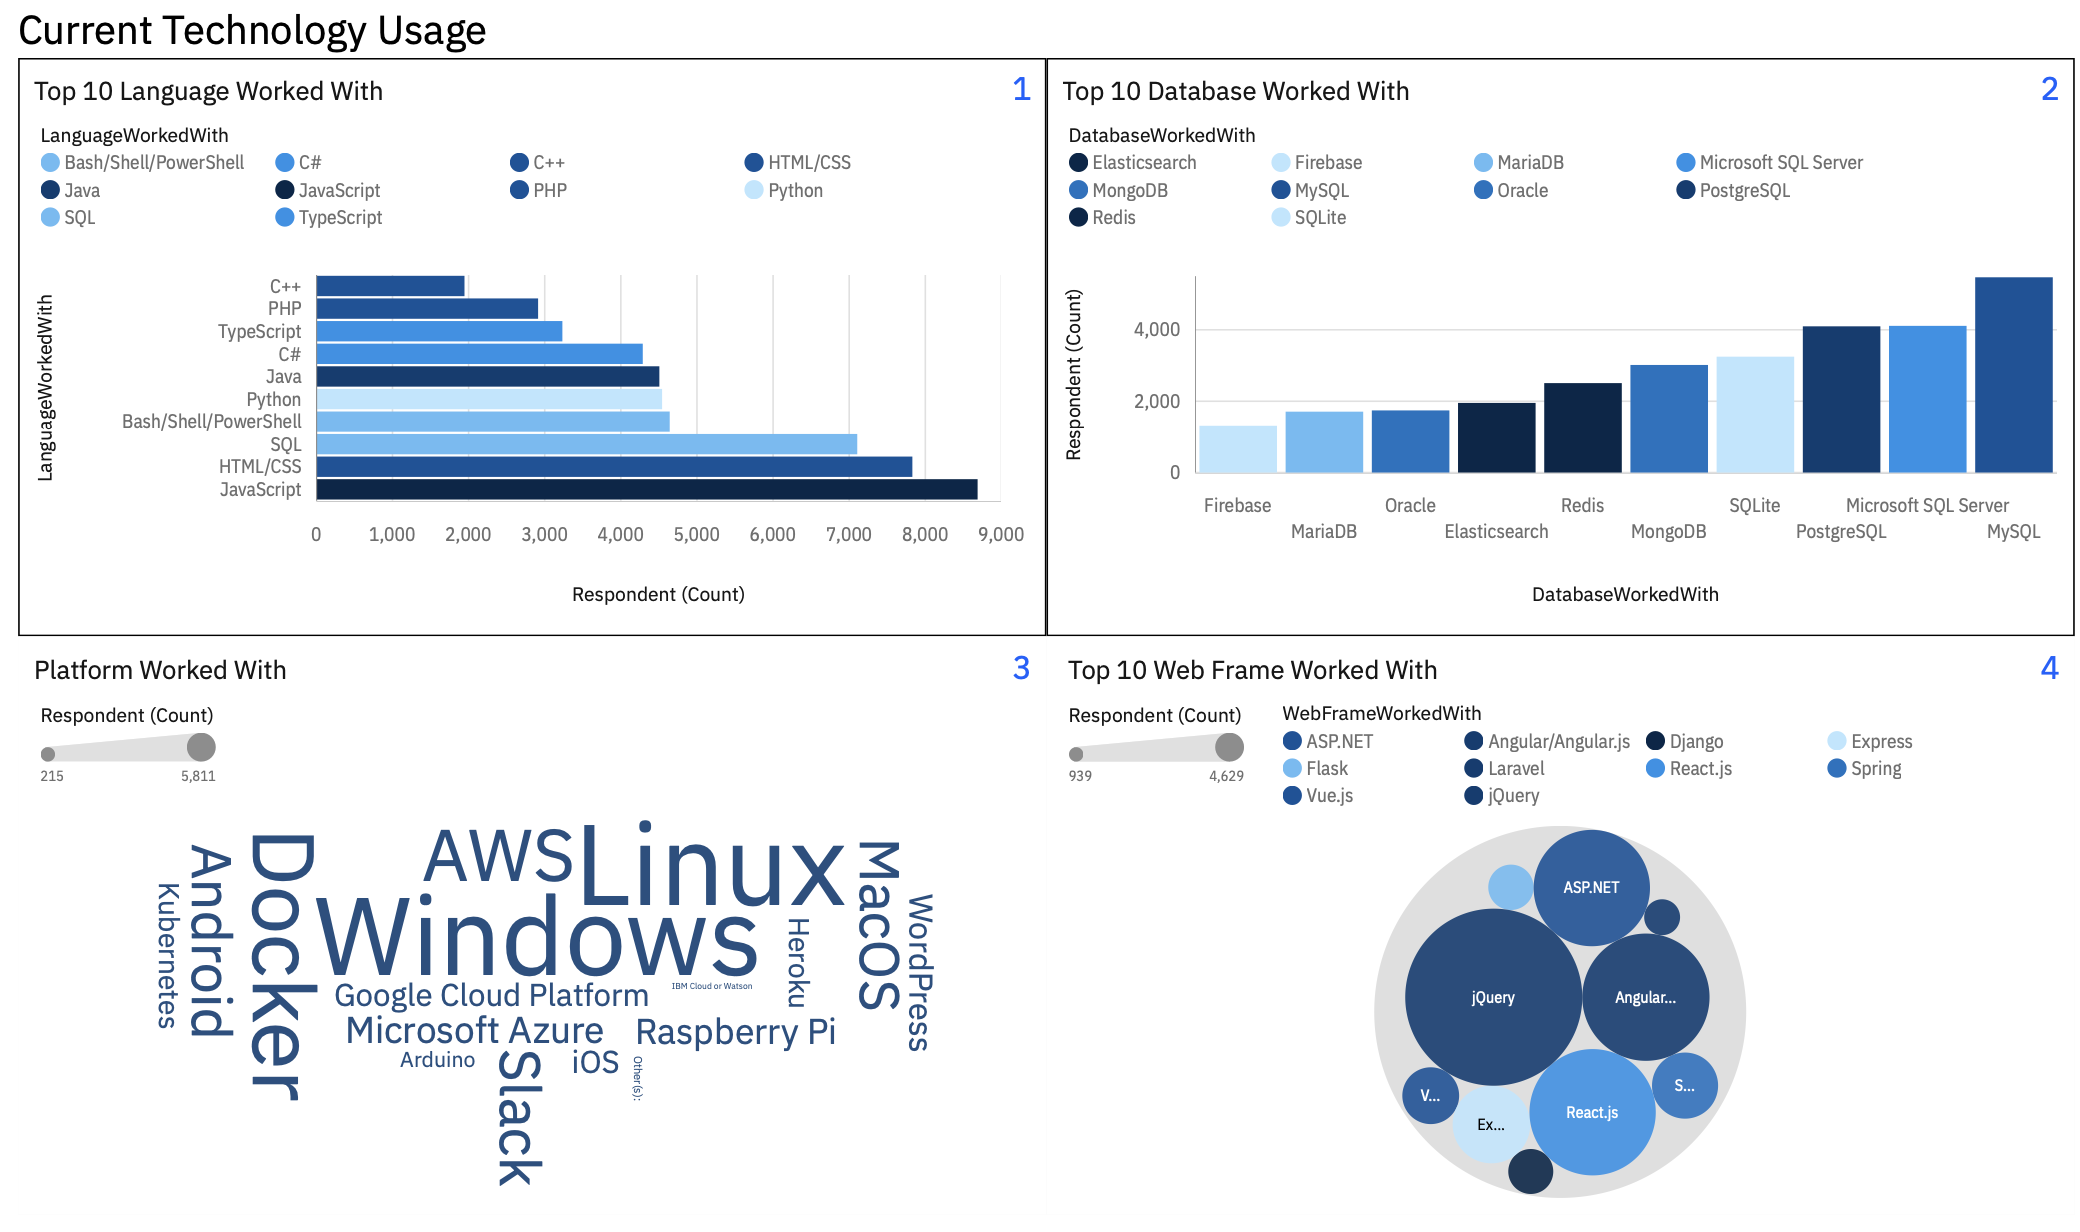 Current Technology Usage
Top 10 Language Worked With
1
LanguageWorkedWith
Bash/Shell/PowerShell C# C++ HTML/CSS
Java JavaScript PHP Python
SQL TypeScript
LanguageWorkedWith
C++
PHP
TypeScript
C#
Java
Python
Bash/Shell/PowerShell
SQL
HTML/CSS
JavaScript
0 1,000 2,000 3,000 4,000 5,000 6,000 7,000 8,000 9,000
Respondent (Count)
Top 10 Database Worked With
2
DatabaseWorkedWith
Elasticsearch Firebase MariaDB Microsoft SQL Server
MongoDB MySQL Oracle PostgreSQL
Redis SQLite
Respondent (Count)
4,000
2,000
0
Firebase Oracle Redis SQLite Microsoft SQL Server
MariaDB Elasticsearch MongoDB PostgreSQL MySQL
DatabaseWorkedWith
Platform Worked With
3
Respondent (Count)
215 5,811
Kubernetes
Android
Docker
AWS
Linux
MacOS
WordPress
Windows
Heroku
Google Cloud Platform
IBM Cloud or Watson
Microsoft Azure
Raspberry Pi
Arduino
Slack
iOS
Other(s):
Top 10 Web Frame Worked With
4
Respondent (Count)
939 4,629
WebFrameWorkedWith
ASP.NET Angular/Angular.js Django Express
Flask Laravel React.js Spring
Vue.js jQuery
ASP.NET
jQuery
Angular...
V...
Ex...
React.js
S...